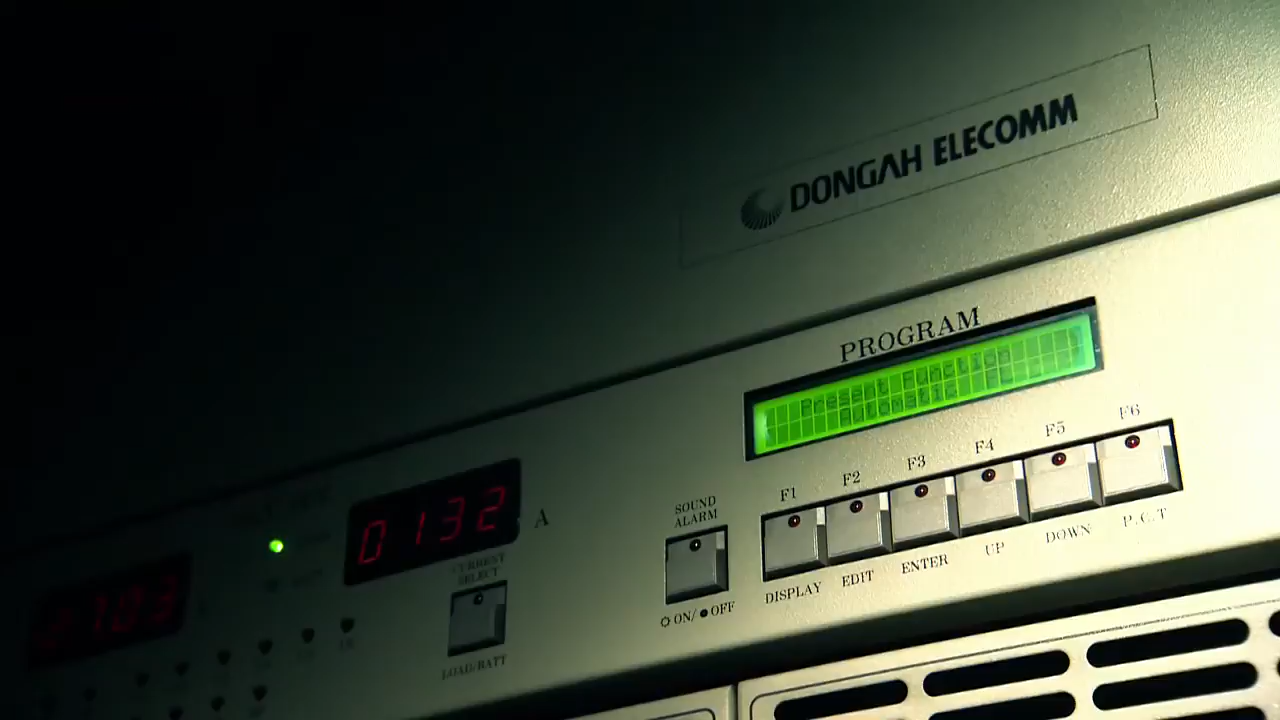 DONGAH ELECOMM
PROGRAM
Present Function
Automatic
F1 F2 F3 F4 F5 F6
DISPLAY EDIT ENTER UP DOWN P.C.T
SOUND
ALARM
ON/ OFF
0132 A
CURRENT
SELECT
LOAD/BATT